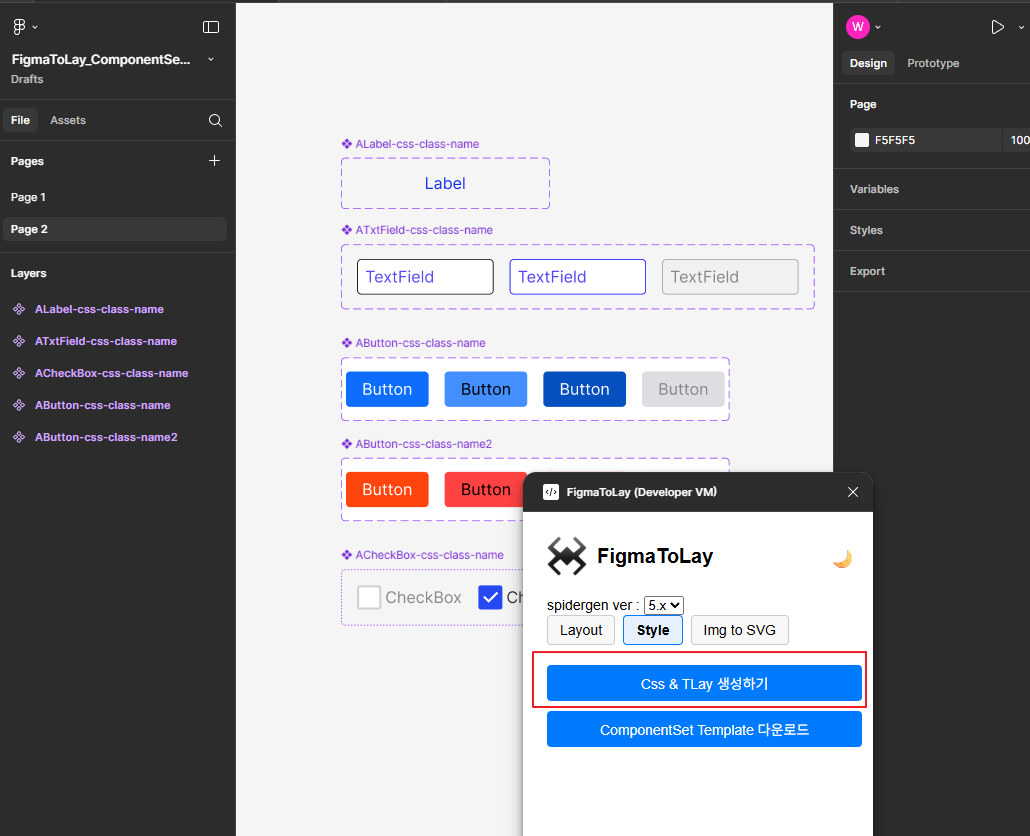 W
FigmaToLay_ComponentSe...
Drafts
Design
Prototype
File
Assets
Page
F5F5F5
100
Pages
Page 1
Page 2
Variables
Styles
Export
Layers
ALabel-css-class-name
ATxtField-css-class-name
ACheckBox-css-class-name
AButton-css-class-name
AButton-css-class-name2
ALabel-css-class-name
Label
ATxtField-css-class-name
TextField
TextField
TextField
AButton-css-class-name
Button
Button
Button
Button
AButton-css-class-name2
Button
Button
ACheckBox-css-class-name
CheckBox
Ch
FigmaToLay (Developer VM)
FigmaToLay
spidergen ver : 5.x
Layout
Style
Img to SVG
Css & TLay 생성하기
ComponentSet Template 다운로드